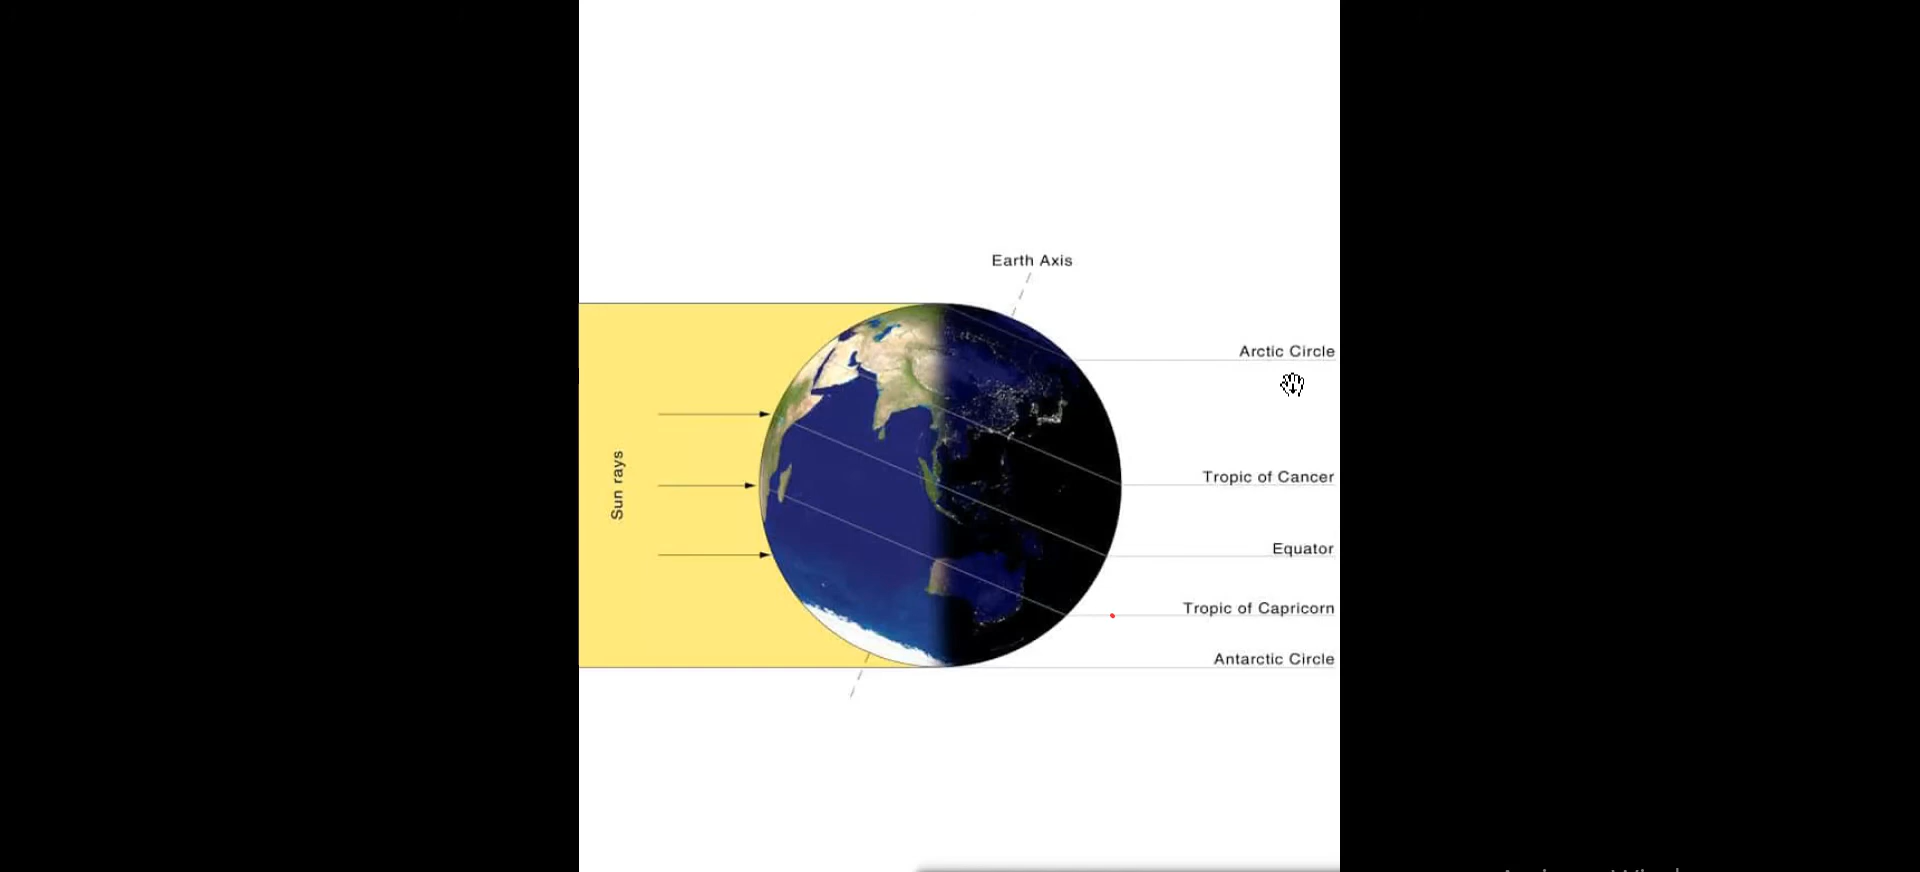 Earth Axis
Arctic Circle
Sun rays
Tropic of Cancer
Equator
Tropic of Capricorn
Antarctic Circle